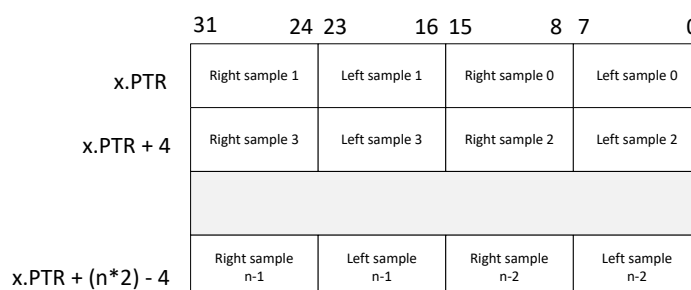 31 24 23 16 15 8 7 0
x.PTR Right sample 1 Left sample 1 Right sample 0 Left sample 0
x.PTR + 4 Right sample 3 Left sample 3 Right sample 2 Left sample 2
x.PTR + (n*2) - 4 Right sample n-1 Left sample n-1 Right sample n-2 Left sample n-2